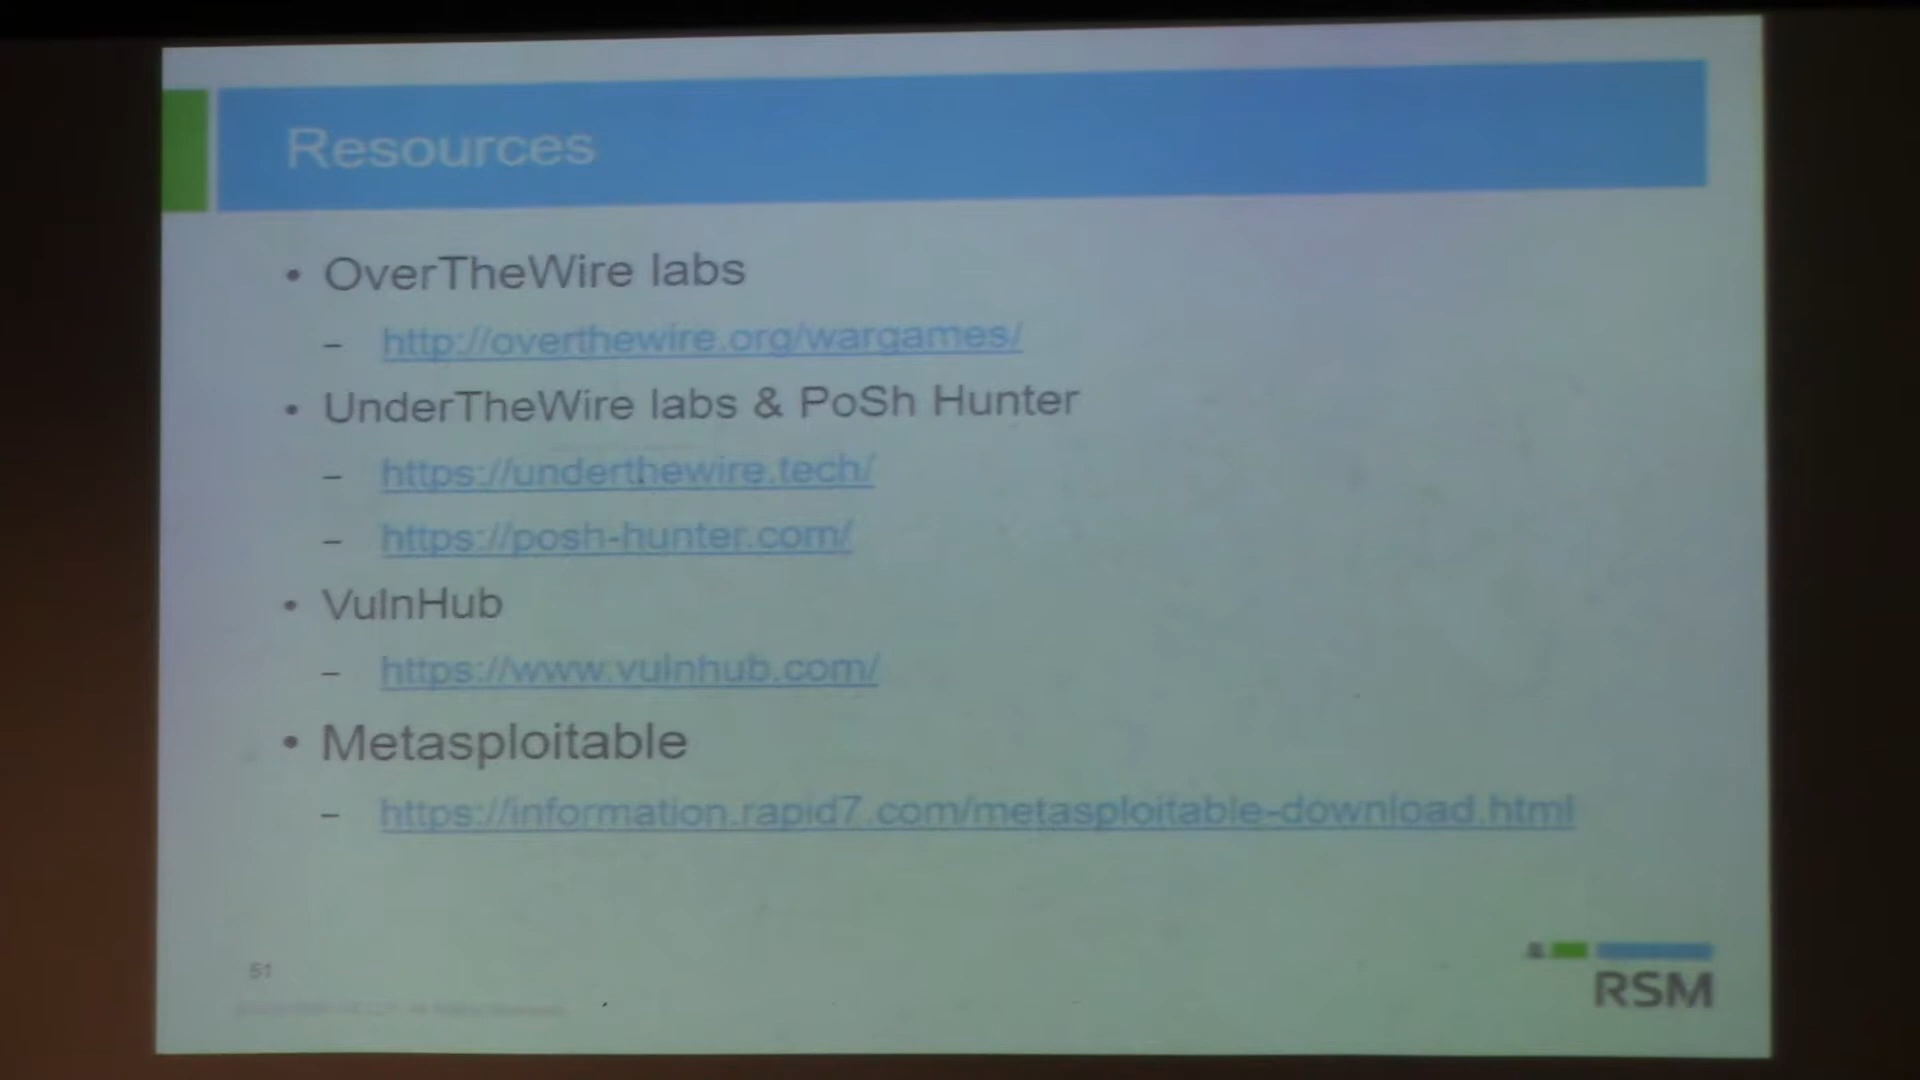 Resources
• OverTheWire labs
– http://overthewire.org/wargames/
• UnderTheWire labs & PoSh Hunter
– https://underthewire.tech/
– https://posh-hunter.com/
• VulnHub
– https://www.vulnhub.com/
• Metasploitable
– https://information.rapid7.com/metasploitable-download.html
51
RSM